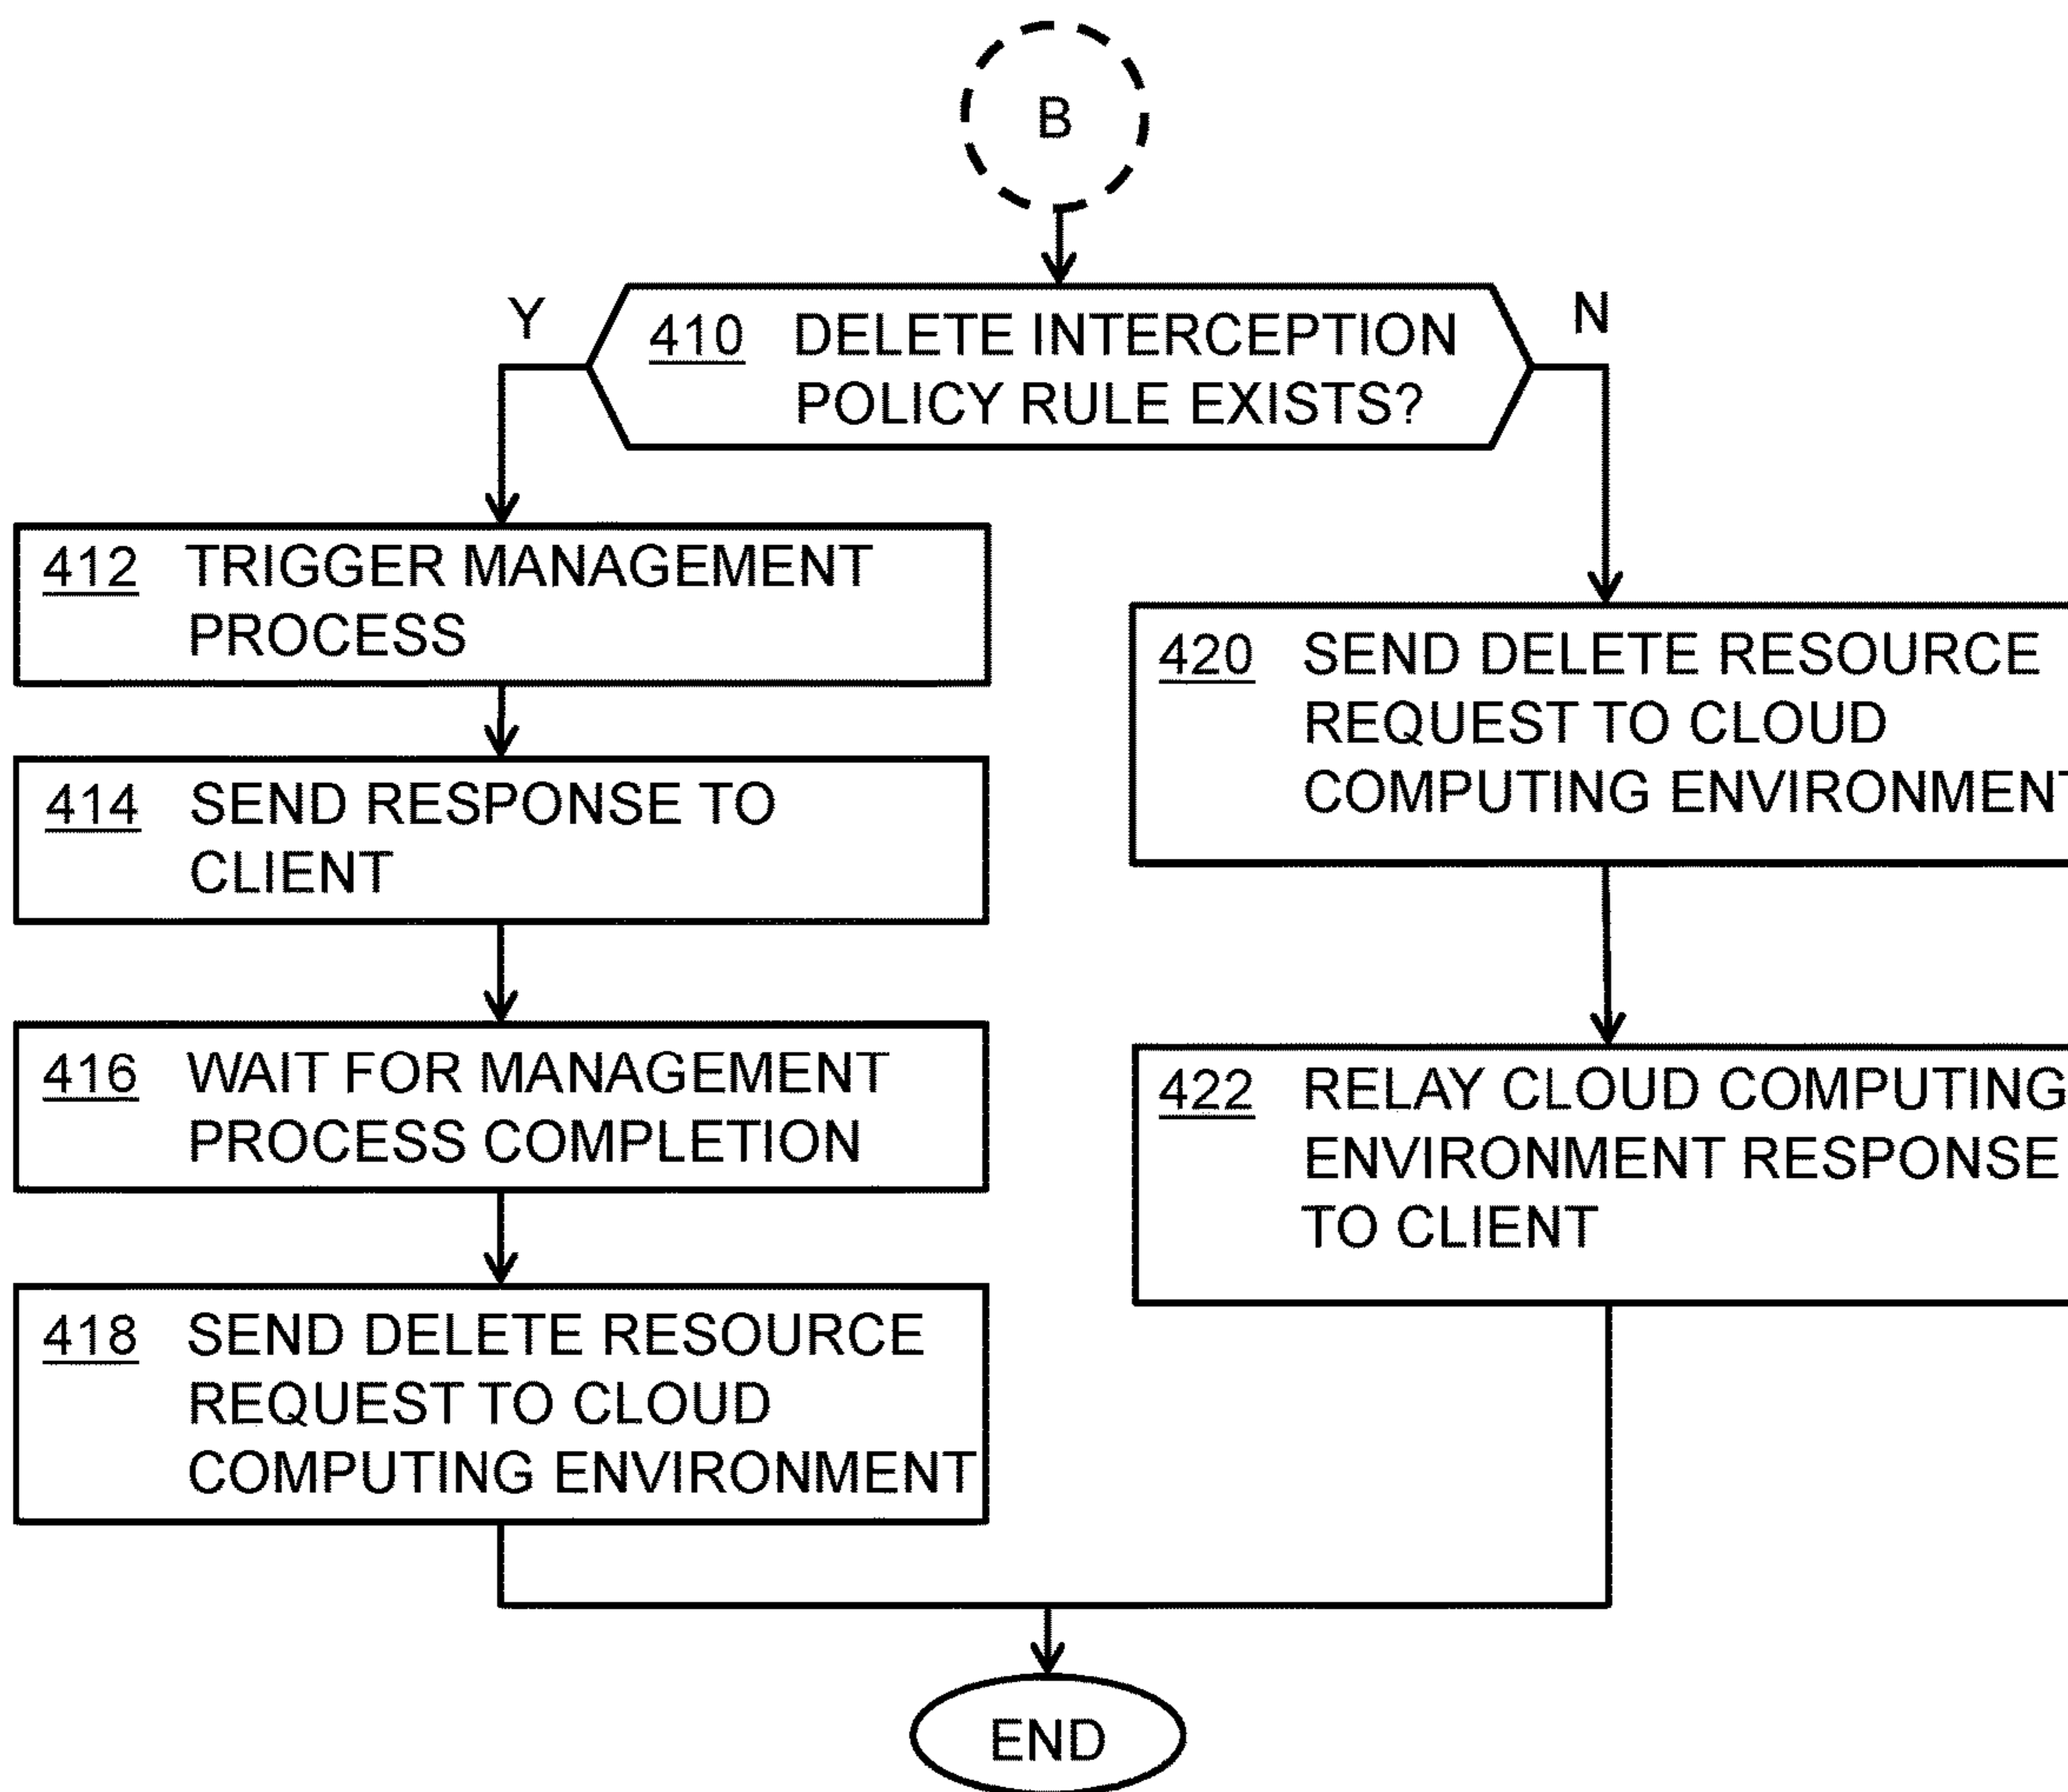 B
Y
410 DELETE INTERCEPTION
POLICY RULE EXISTS?
N
412 TRIGGER MANAGEMENT
PROCESS
414 SEND RESPONSE TO
CLIENT
416 WAIT FOR MANAGEMENT
PROCESS COMPLETION
418 SEND DELETE RESOURCE
REQUEST TO CLOUD
COMPUTING ENVIRONMENT
420 SEND DELETE RESOURCE
REQUEST TO CLOUD
COMPUTING ENVIRONMENT
422 RELAY CLOUD COMPUTING
ENVIRONMENT RESPONSE
TO CLIENT
END